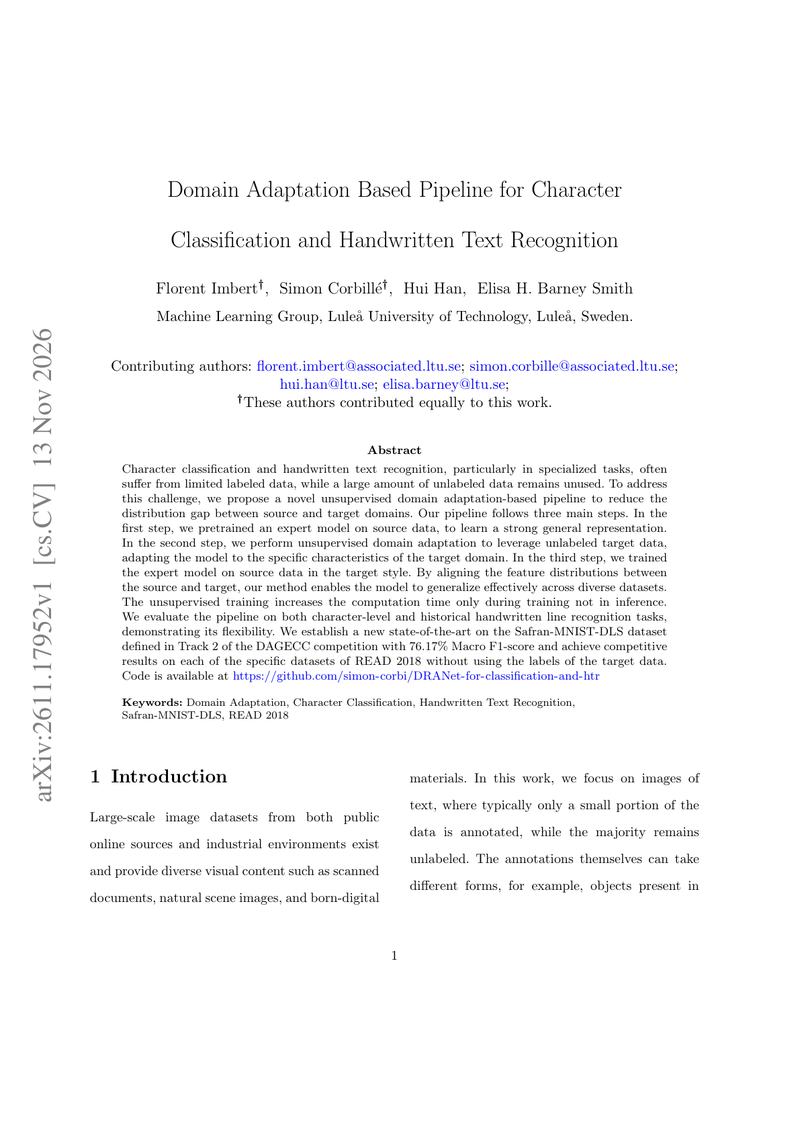 arXiv:2611.17952v1 [cs.CV] 13 Nov 2026
Domain Adaptation Based Pipeline for Character
Classification and Handwritten Text Recognition
Florent Imbert†, Simon Corbillé†, Hui Han, Elisa H. Barney Smith
Machine Learning Group, Luleå University of Technology, Luleå, Sweden.
Contributing authors: florent.imbert@associated.ltu.se; simon.corbille@associated.ltu.se;
hui.han@ltu.se; elisa.barney@ltu.se;
†These authors contributed equally to this work.
Abstract
Character classification and handwritten text recognition, particularly in specialized tasks, often
suffer from limited labeled data, while a large amount of unlabeled data remains unused. To address
this challenge, we propose a novel unsupervised domain adaptation-based pipeline to reduce the
distribution gap between source and target domains. Our pipeline follows three main steps. In the
first step, we pretrained an expert model on source data, to learn a strong general representation.
In the second step, we perform unsupervised domain adaptation to leverage unlabeled target data,
adapting the model to the specific characteristics of the target domain. In the third step, we trained
the expert model on source data in the target style. By aligning the feature distributions between
the source and target, our method enables the model to generalize effectively across diverse datasets.
The unsupervised training increases the computation time only during training not in inference.
We evaluate the pipeline on both character-level and historical handwritten line recognition tasks,
demonstrating its flexibility. We establish a new state-of-the-art on the Safran-MNIST-DLS dataset
defined in Track 2 of the DAGECC competition with 76.17% Macro F1-score and achieve competitive
results on each of the specific datasets of READ 2018 without using the labels of the target data.
Code is available at https://github.com/simon-corbi/DRANet-for-classification-and-htr
Keywords: Domain Adaptation, Character Classification, Handwritten Text Recognition,
Safran-MNIST-DLS, READ 2018
1 Introduction
Large-scale image datasets from both public
online sources and industrial environments exist
and provide diverse visual content such as scanned
documents, natural scene images, and born-digital
materials. In this work, we focus on images of
text, where typically only a small portion of the
data is annotated, while the majority remains
unlabeled. The annotations themselves can take
different forms, for example, objects present in
1